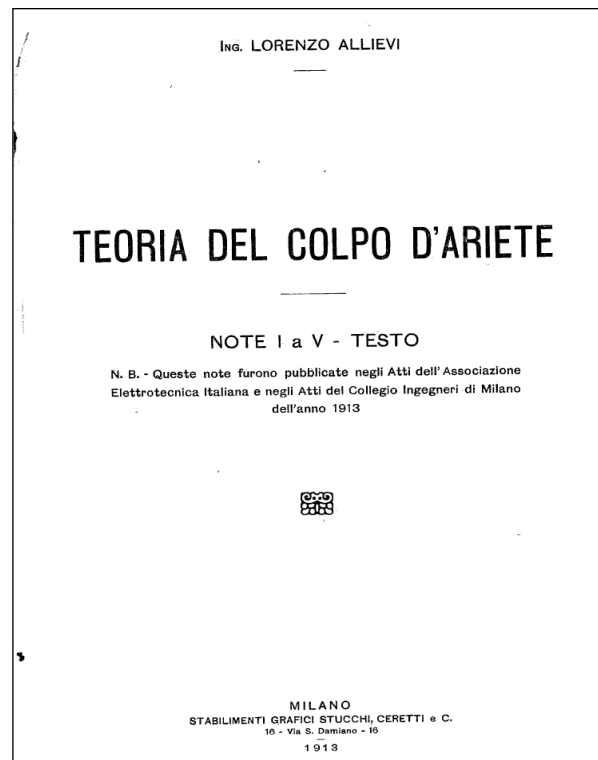 ING. LORENZO ALLIEVI
TEORIA DEL COLPO D'ARIETE
NOTE I a V - TESTO
N. B. - Queste note furono pubblicate negli Atti dell'Associazione
Elettrotecnica Italiana e negli Atti del Collegio Ingegneri di Milano
dell'anno 1913
MILANO
STABILIMENTI GRAFICI STUCCHI, CERETTI e C.
16 - Via S. Damiano - 16
1913